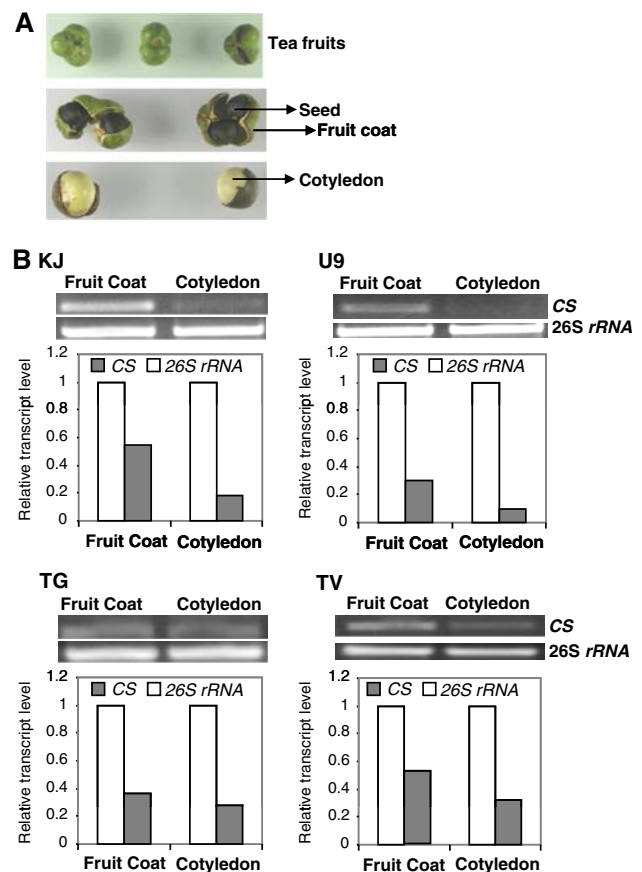 A
Tea fruits
Seed
Fruit coat
Cotyledon
B KJ
Fruit Coat Cotyledon
1.2
CS 26S rRNA
1
0.8
0.6
0.4
0.2
0
Relative transcript level
Fruit Coat Cotyledon
U9
Fruit Coat Cotyledon
CS
26S rRNA
1.2
CS 26S rRNA
1
0.8
0.6
0.4
0.2
0
Relative transcript level
Fruit Coat Cotyledon
TG
Fruit Coat Cotyledon
1.2
CS 26S rRNA
1
0.8
0.6
0.4
0.2
0
Relative transcript level
Fruit Coat Cotyledon
TV
Fruit Coat Cotyledon
CS
26S rRNA
1.2
CS 26S rRNA
1
0.8
0.6
0.4
0.2
0
Relative transcript level
Fruit Coat Cotyledon